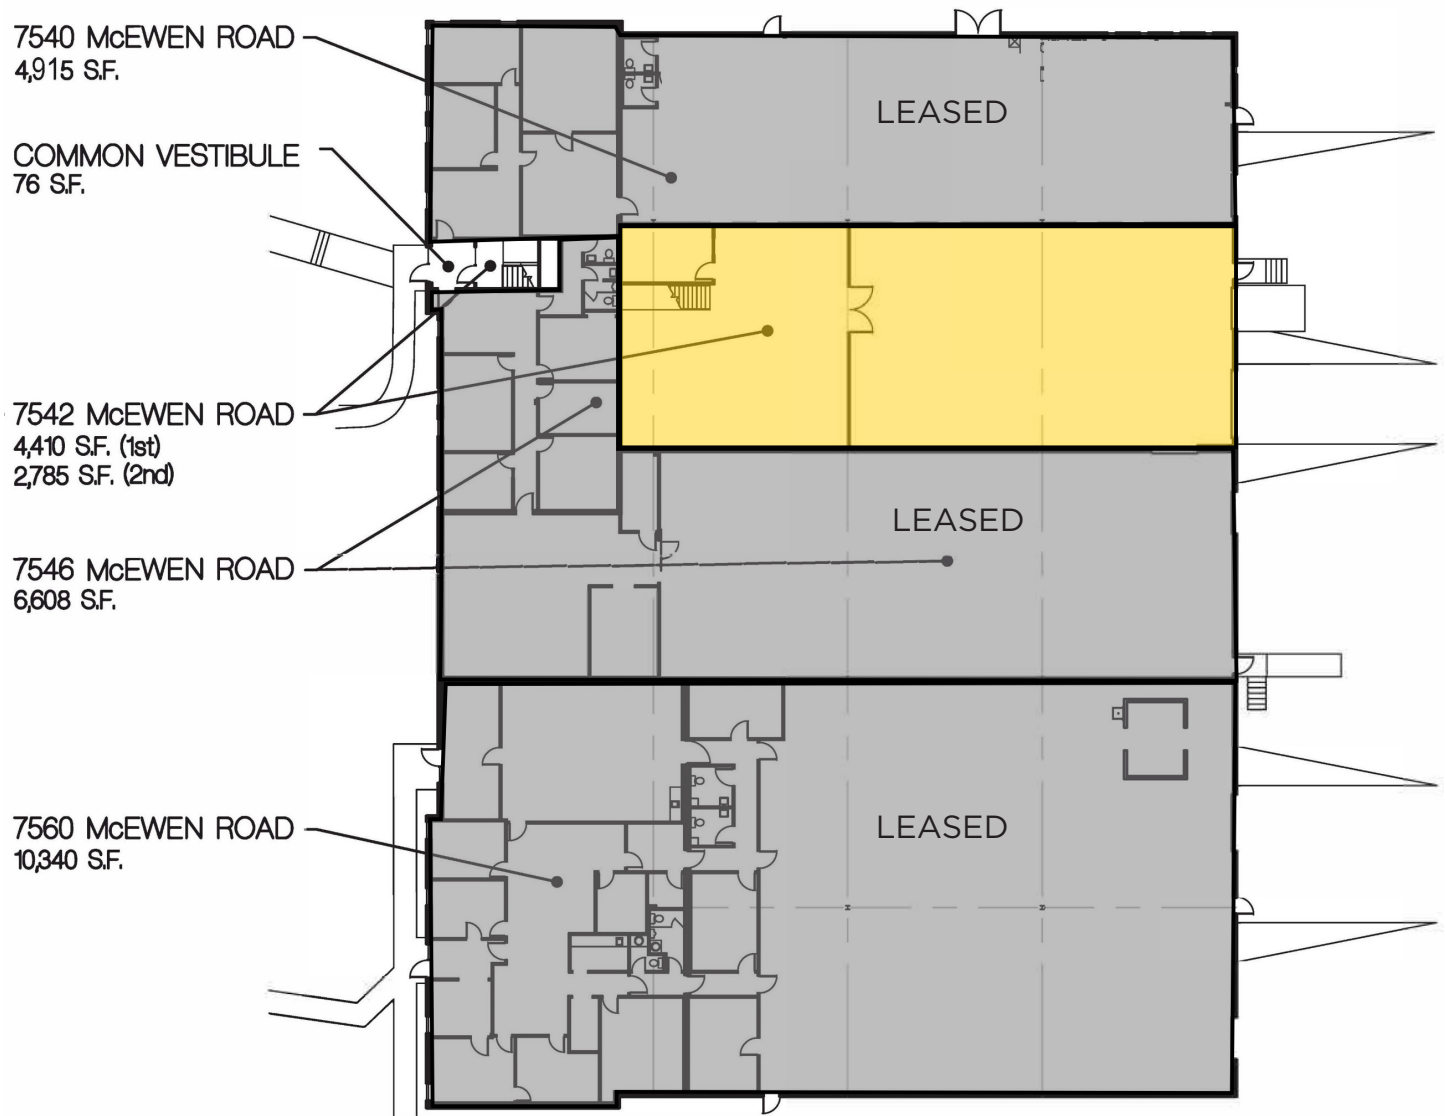 7540 McEWEN ROAD
4,915 S.F.
LEASED
COMMON VESTIBULE
76 S.F.
7542 McEWEN ROAD
4,410 S.F. (1st)
2,785 S.F. (2nd)
LEASED
7546 McEWEN ROAD
6,608 S.F.
7560 McEWEN ROAD
10,340 S.F.
LEASED